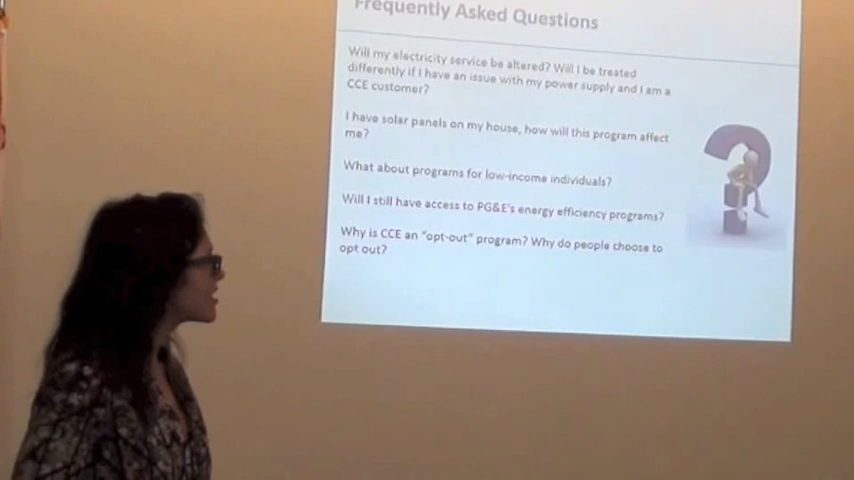 Frequently Asked Questions
Will my electricity service be altered? Will I be treated
differently if I have an issue with my power supply and I am a
CCE customer?
I have solar panels on my house, how will this program affect
me?
What about programs for low-income individuals?
Will I still have access to PG&E's energy efficiency programs?
Why is CCE an "opt-out" program? Why do people choose to
opt out?